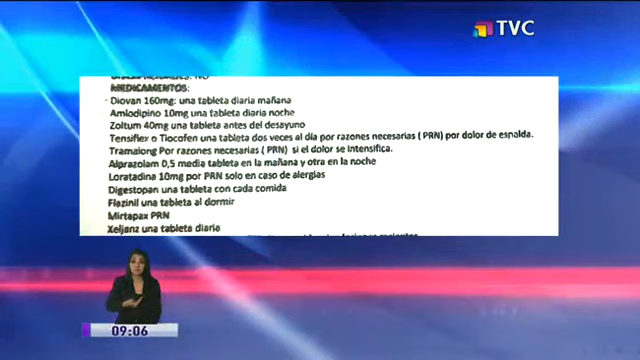 TVC
MEDICAMENTOS:
- Diovan 160mg: una tableta diaria mañana
Amlodipino 10mg una tableta diaria noche
Zoltum 40mg una tableta antes del desayuno
Tensiflex o Tiocofen una tableta dos veces al día por razones necesarias ( PRN) por dolor de espalda.
Tramalong Por razones necesarias ( PRN) si el dolor se intensifica.
Alprazolam 0,5 media tableta en la mañana y otra en la noche
Loratadina 10mg por PRN solo en caso de alergias
Digestopan una tableta con cada comida
Flazinil una tableta al dormir
Mirtapax PRN
Xeljanz una tableta diaria
09:06